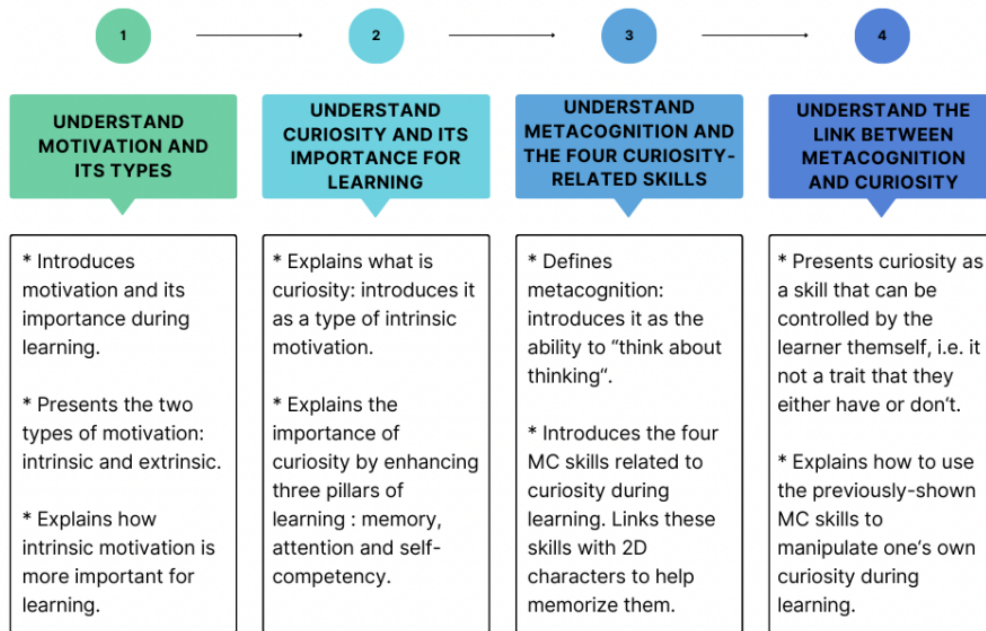 1
2
3
4
UNDERSTAND
MOTIVATION AND
ITS TYPES
UNDERSTAND
CURIOSITY AND ITS
IMPORTANCE FOR
LEARNING
UNDERSTAND
METACOGNITION AND
THE FOUR CURIOSITY-
RELATED SKILLS
UNDERSTAND THE
LINK BETWEEN
METACOGNITION
AND CURIOSITY
* Introduces
motivation and its
importance during
learning.
* Presents the two
types of motivation:
intrinsic and extrinsic.
* Explains how
intrinsic motivation is
more important for
learning.
* Explains what is
curiosity: introduces it
as a type of intrinsic
motivation.
* Explains the
importance of
curiosity by enhancing
three pillars of
learning : memory,
attention and self-
competency.
* Defines
metacognition:
introduces it as the
ability to “think about
thinking“.
* Introduces the four
MC skills related to
curiosity during
learning. Links these
skills with 2D
characters to help
memorize them.
* Presents curiosity as
a skill that can be
controlled by the
learner themself, i.e. it
not a trait that they
either have or don‘t.
* Explains how to use
the previously-shown
MC skills to
manipulate one‘s own
curiosity during
learning.